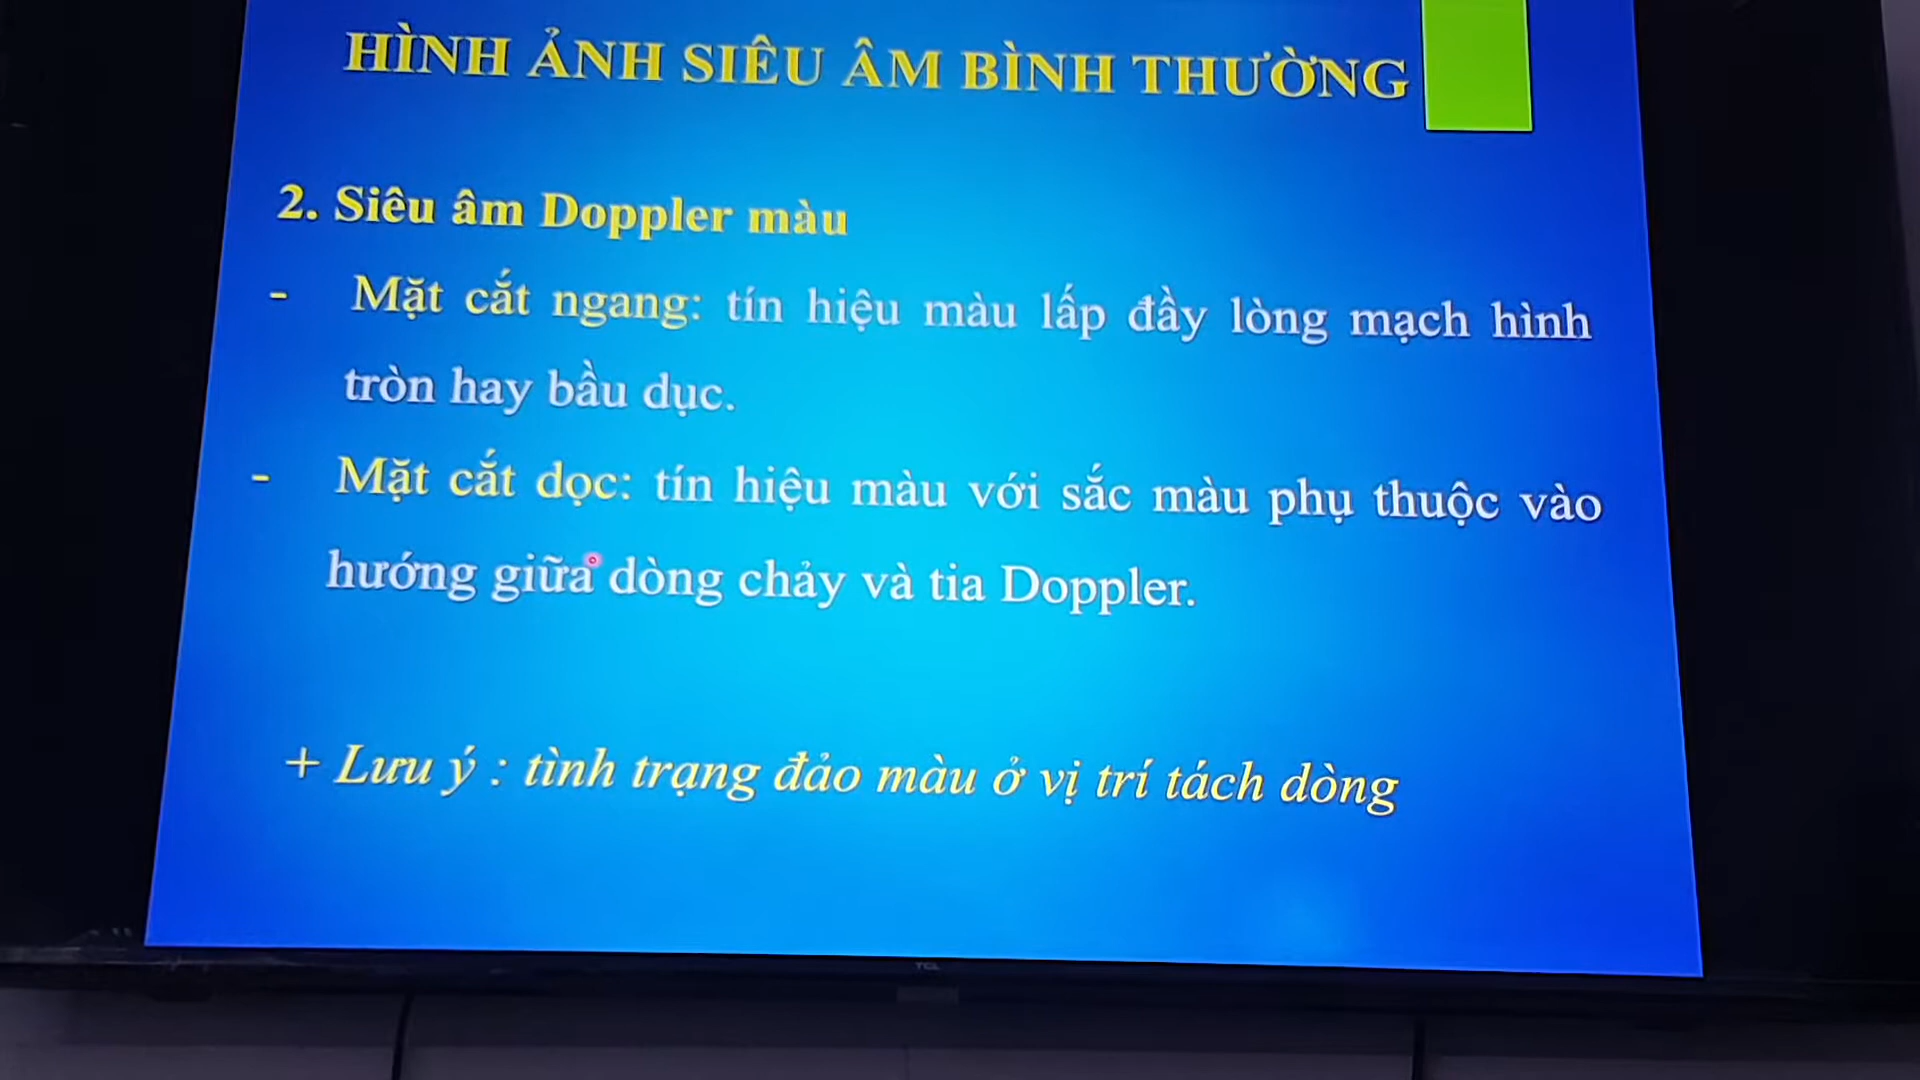 HÌNH ẢNH SIÊU ÂM BÌNH THƯỜNG
2. Siêu âm Doppler màu
- Mặt cắt ngang: tín hiệu màu lấp đầy lòng mạch hình
tròn hay bầu dục.
- Mặt cắt dọc: tín hiệu màu với sắc màu phụ thuộc vào
hướng giữa dòng chảy và tia Doppler.
+ Lưu ý : tình trạng đảo màu ở vị trí tách dòng
TCL